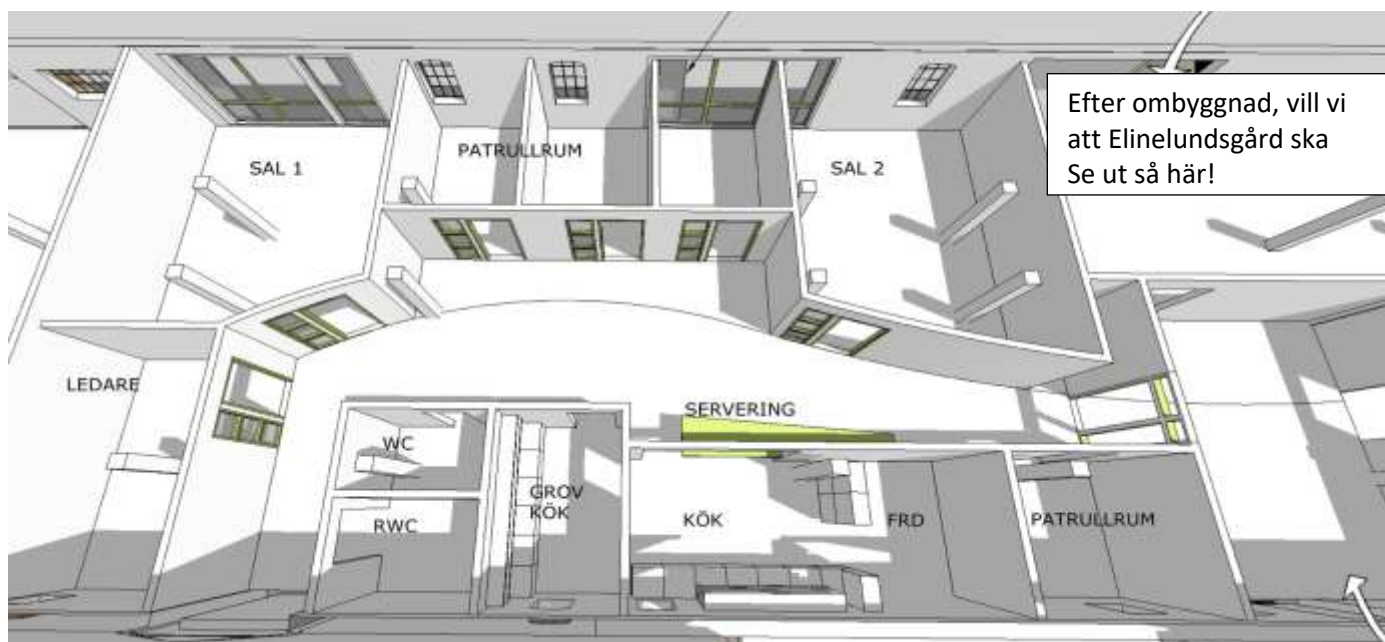 Efter ombyggnad, vill vi
att Elinelundsgård ska
Se ut så här!
SAL 1
PATRULLRUM
SAL 2
LEDARE
SERVERING
WC
GROV
KÖK
RWC
KÖK
FRD
PATRULLRUM